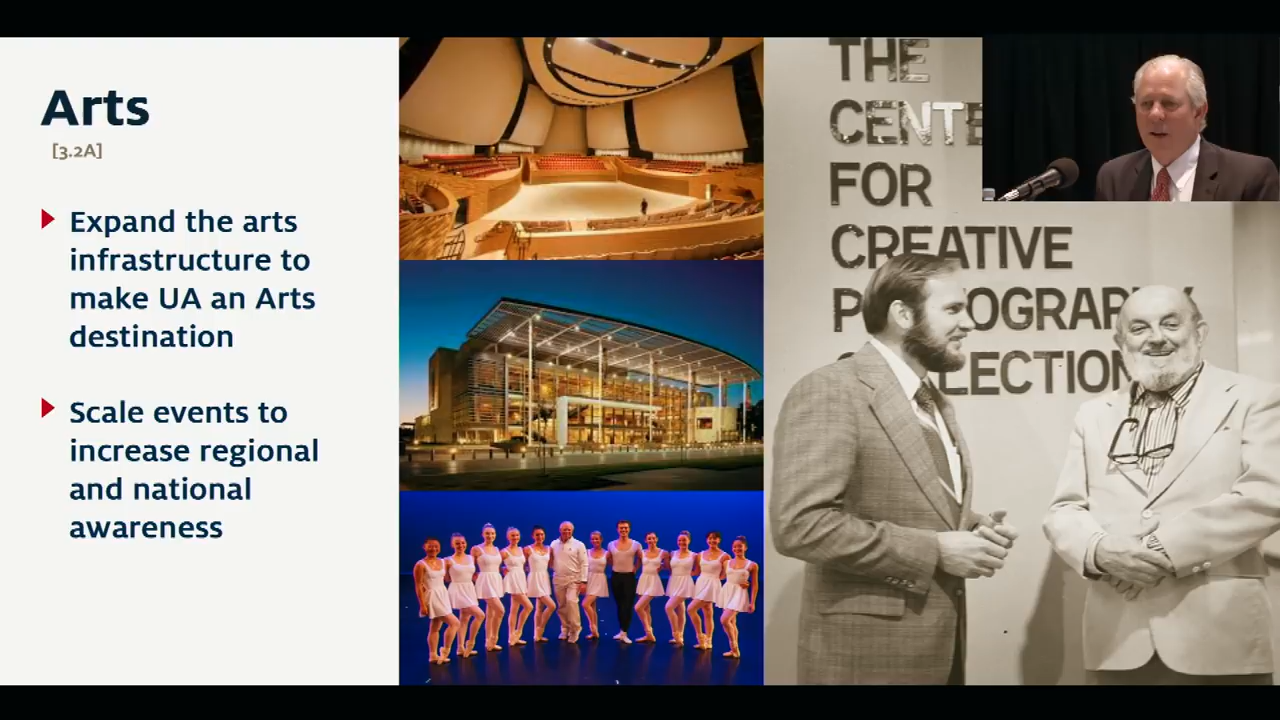 Arts
[3.2A]
Expand the arts
infrastructure to
make UA an Arts
destination
Scale events to
increase regional
and national
awareness
THE
CENTE
FOR
CREATIVE
P OGRAPHY
LECTION